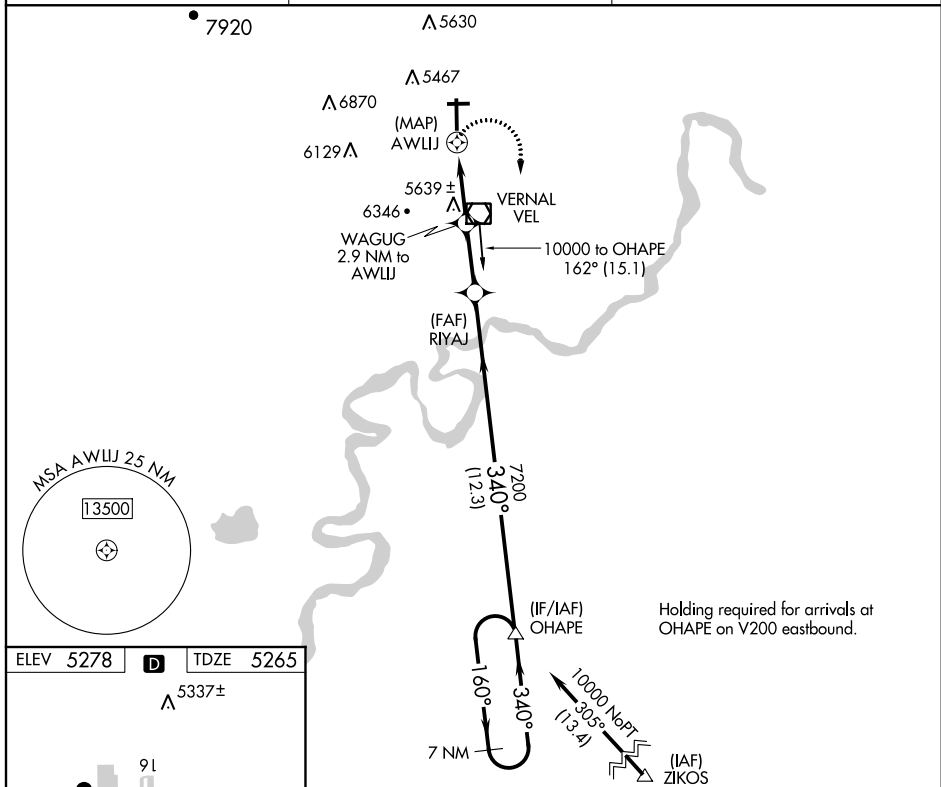 7920
5630
5467
6870
(MAP)
AWLIJ
6129
5639 ±
VERNAL
VEL
6346
WAGUG
2.9 NM to
AWLIJ
10000 to OHAPE
162° (15.1)
(FAF)
RIYAJ
MSA AWLIJ 25 NM
13500
7200
340°
(12.3)
(IF/IAF)
OHAPE
Holding required for arrivals at
OHAPE on V200 eastbound.
160°
340°
7 NM
10000 NoPT
305°
(13.4)
(IAF)
ZIKOS
ELEV 5278 D TDZE 5265
5337±
16